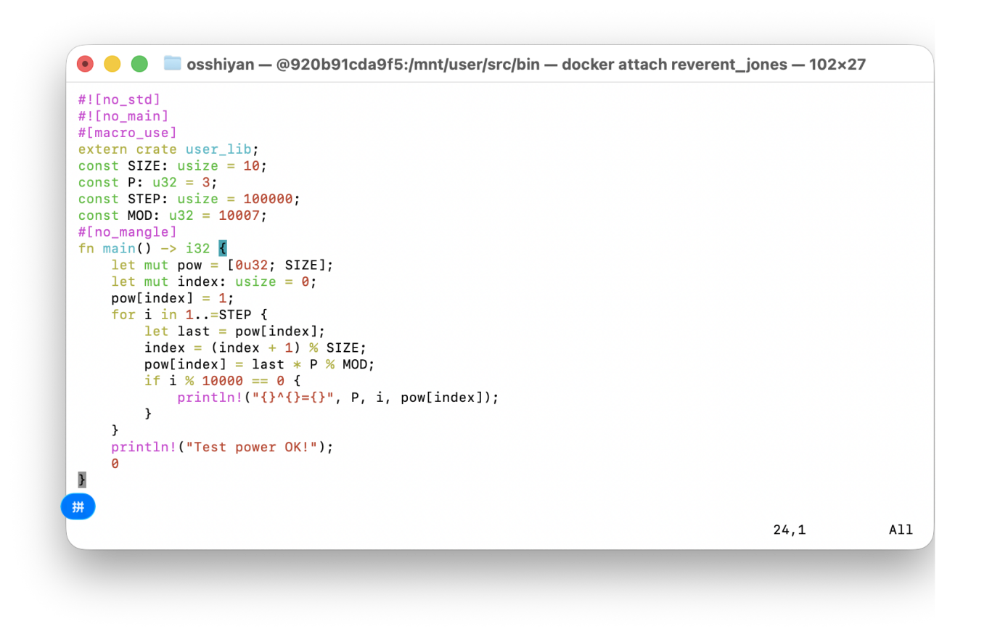 osshiyan — @920b91cda9f5:/mnt/user/src/bin — docker attach reverent_jones — 102×27
#![no_std]
#![no_main]
#[macro_use]
extern crate user_lib;
const SIZE: usize = 10;
const P: u32 = 3;
const STEP: usize = 100000;
const MOD: u32 = 10007;
#[no_mangle]
fn main() -> i32 {
    let mut pow = [0u32; SIZE];
    let mut index: usize = 0;
    pow[index] = 1;
    for i in 1..=STEP {
        let last = pow[index];
        index = (index + 1) % SIZE;
        pow[index] = last * P % MOD;
        if i % 10000 == 0 {
            println!("{}^{}={}", P, i, pow[index]);
        }
    }
    println!("Test power OK!");
    0
}
拼
24,1 All